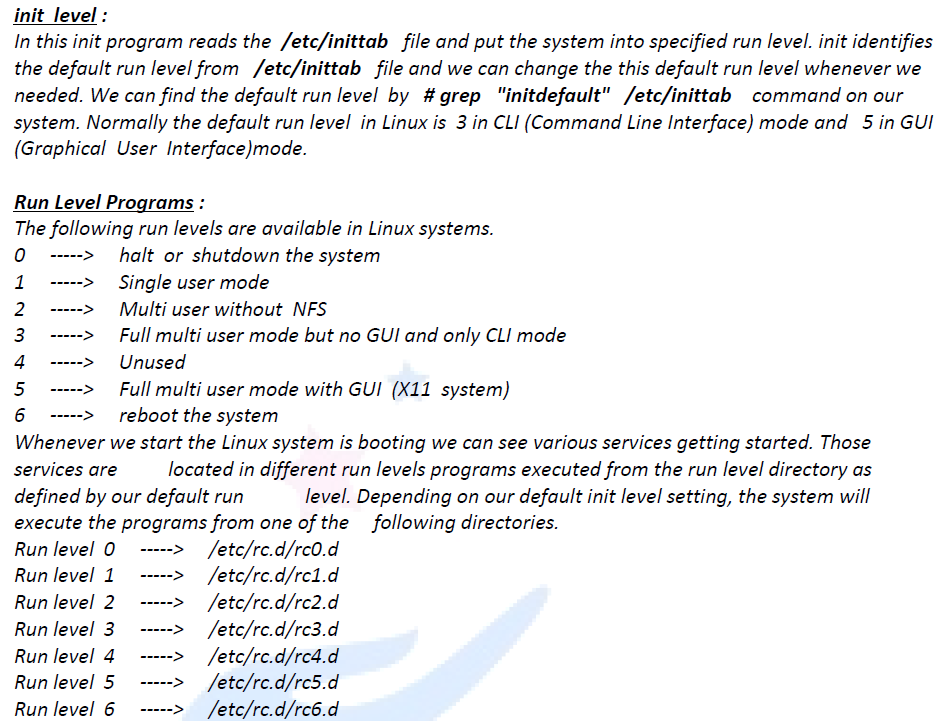 init level :
In this init program reads the /etc/inittab file and put the system into specified run level. init identifies
the default run level from /etc/inittab file and we can change the this default run level whenever we
needed. We can find the default run level by # grep "initdefault" /etc/inittab command on our
system. Normally the default run level in Linux is 3 in CLI (Command Line Interface) mode and 5 in GUI
(Graphical User Interface)mode.
Run Level Programs :
The following run levels are available in Linux systems.
0 -----> halt or shutdown the system
1 -----> Single user mode
2 -----> Multi user without NFS
3 -----> Full multi user mode but no GUI and only CLI mode
4 -----> Unused
5 -----> Full multi user mode with GUI (X11 system)
6 -----> reboot the system
Whenever we start the Linux system is booting we can see various services getting started. Those
services are located in different run levels programs executed from the run level directory as
defined by our default run level. Depending on our default init level setting, the system will
execute the programs from one of the following directories.
Run level 0 -----> /etc/rc.d/rc0.d
Run level 1 -----> /etc/rc.d/rc1.d
Run level 2 -----> /etc/rc.d/rc2.d
Run level 3 -----> /etc/rc.d/rc3.d
Run level 4 -----> /etc/rc.d/rc4.d
Run level 5 -----> /etc/rc.d/rc5.d
Run level 6 -----> /etc/rc.d/rc6.d